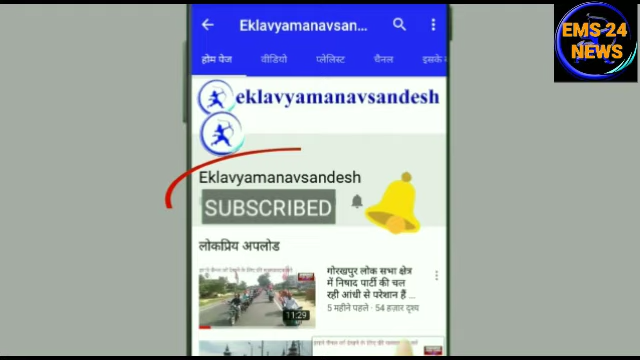 Eklavyamanavsan...
EMS-24
NEWS
होम पेज वीडियो प्लेलिस्ट चैनल इसके
eklavyamanavsandesh
Eklavyamanavsandesh
SUBSCRIBED
लोकप्रिय अपलोड
गोरखपुर लोक सभा क्षेत्र
में निषाद पार्टी की चल
रही आंधी से परेशान हैं ...
5 महीने पहले · 54 हज़ार दृश्य
11:29